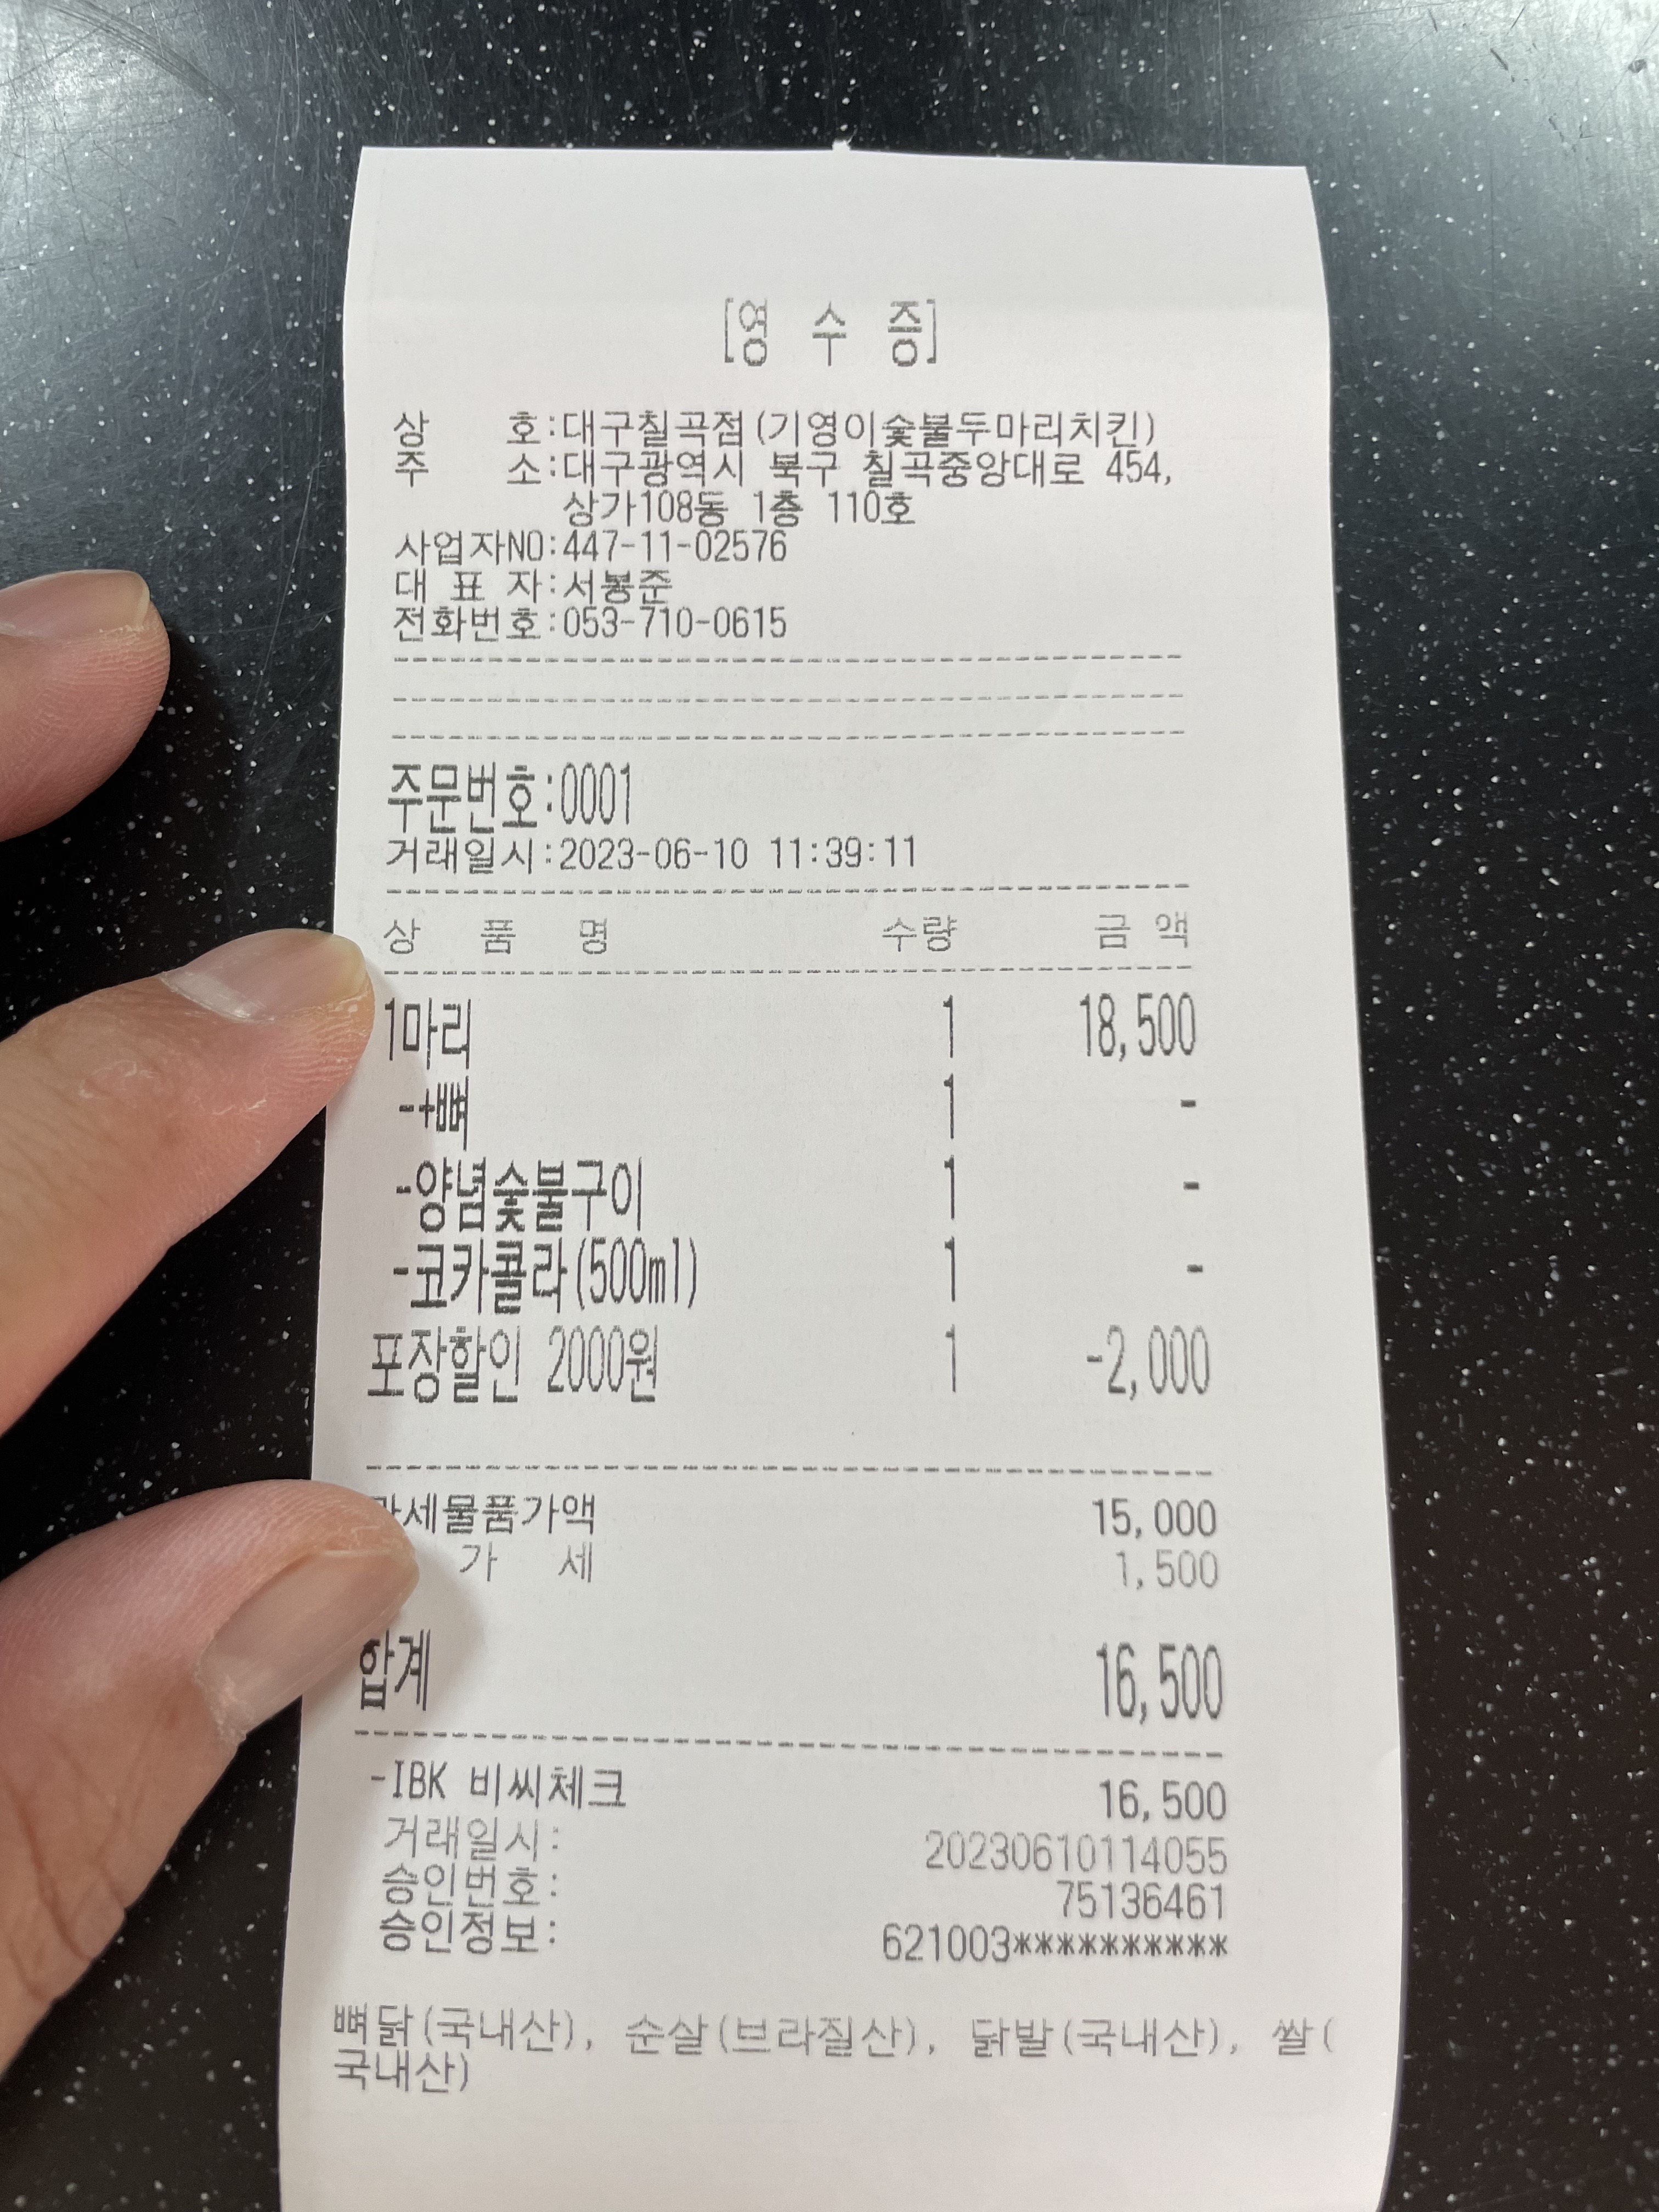 [영 수 증]
상 호:대구칠곡점(기영이숯불두마리치킨)
주 소:대구광역시 북구 칠곡중앙대로 454,
상가108동 1층 110호
사업자NO:447-11-02576
대 표 자:서봉준
전화번호:053-710-0615
주문번호:0001
거래일시:2023-06-10 11:39:11
상 품 명 수량 금 액
1마리 1 18,500
-+뼈 1 -
-양념숯불구이 1 -
-코카콜라(500ml) 1 -
포장할인 2000원 1 -2,000
세물품가액 15,000
가 세 1,500
합계 16,500
-IBK 비씨체크 16,500
거래일시: 20230610114055
승인번호: 75136461
승인정보: 621003**********
뼈닭(국내산), 순살(브라질산), 닭발(국내산), 쌀(
국내산)